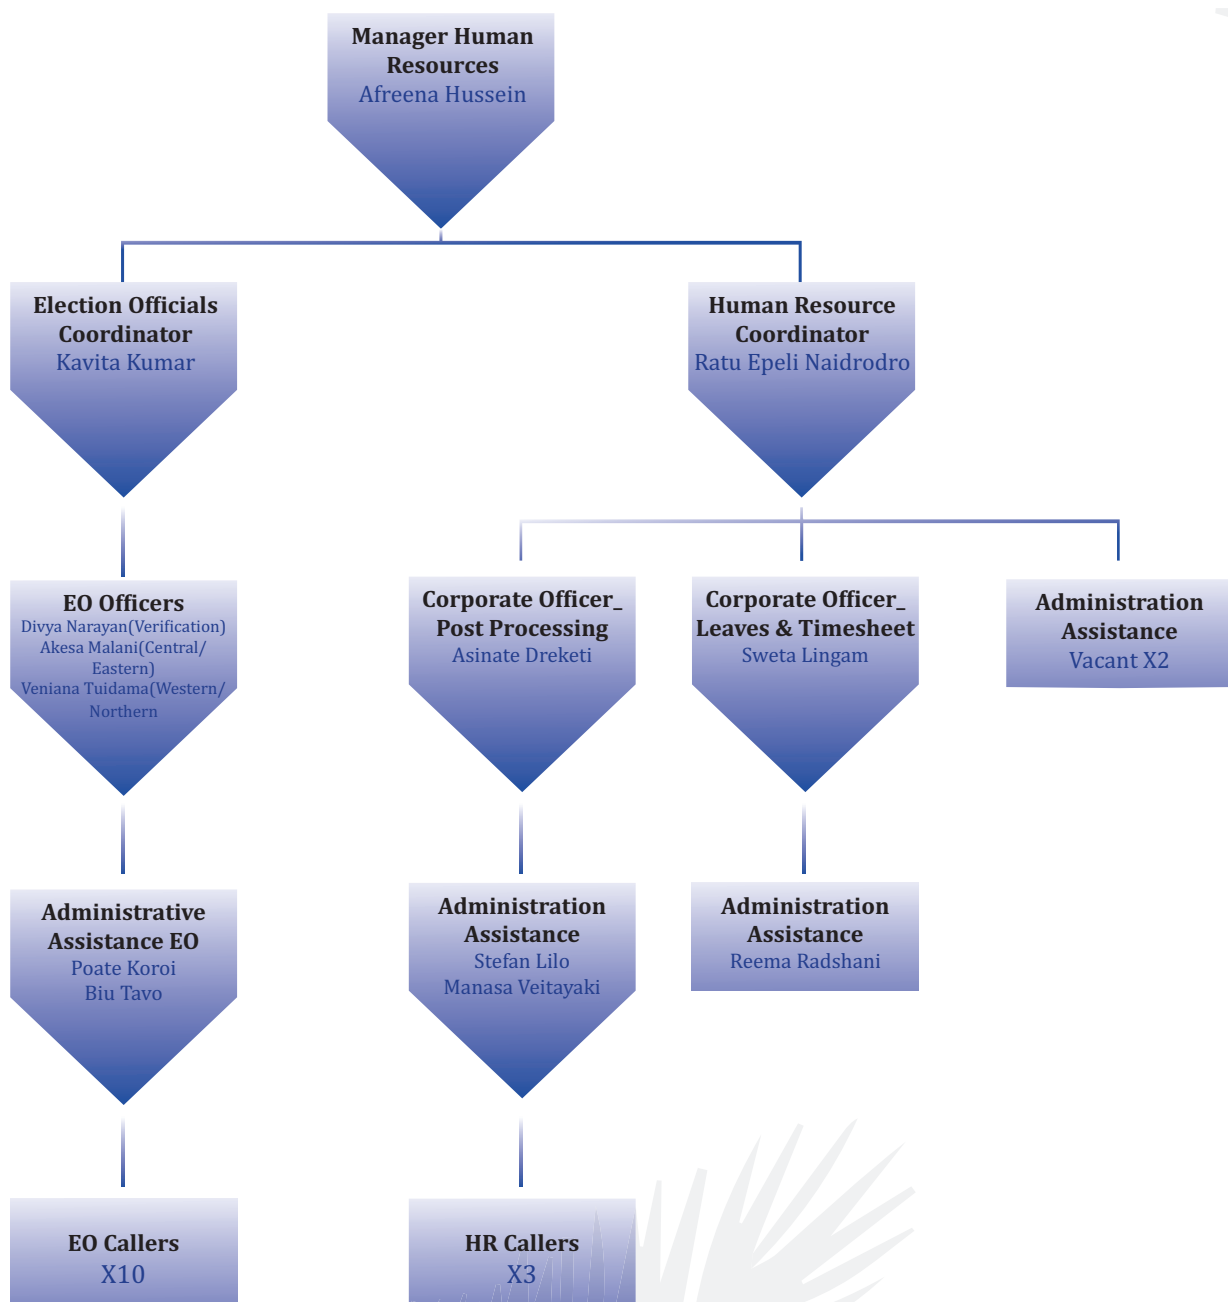 Manager Human
Resources
Afreena Hussein
Election Officials
Coordinator
Kavita Kumar
Human Resource
Coordinator
Ratu Epeli Naidrodro
EO Officers
Divya Narayan(Verification)
Akesa Malani(Central/
Eastern)
Veniana Tuidama(Western/
Northern
Corporate Officer_
Post Processing
Asinate Dreketi
Corporate Officer_
Leaves & Timesheet
Sweta Lingam
Administration
Assistance
Vacant X2
Administrative
Assistance EO
Poate Koroi
Biu Tavo
Administration
Assistance
Stefan Lilo
Manasa Veitayaki
Administration
Assistance
Reema Radshani
EO Callers
X10
HR Callers
X3